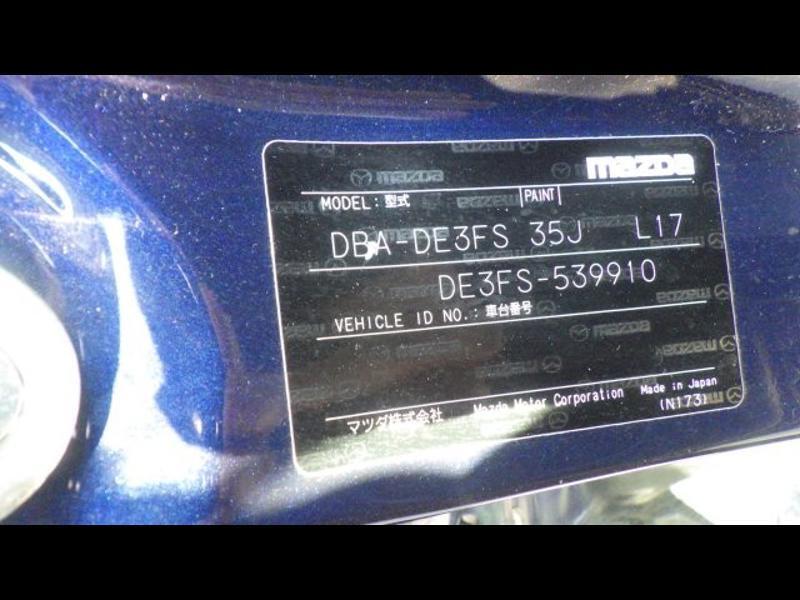 mazda
MODEL: 型式 PAINT
DBA-DE3FS 35J L17
DE3FS-539910
VEHICLE ID NO.: 車台番号
マツダ株式会社 Mazda Motor Corporation Made in Japan
(N173)